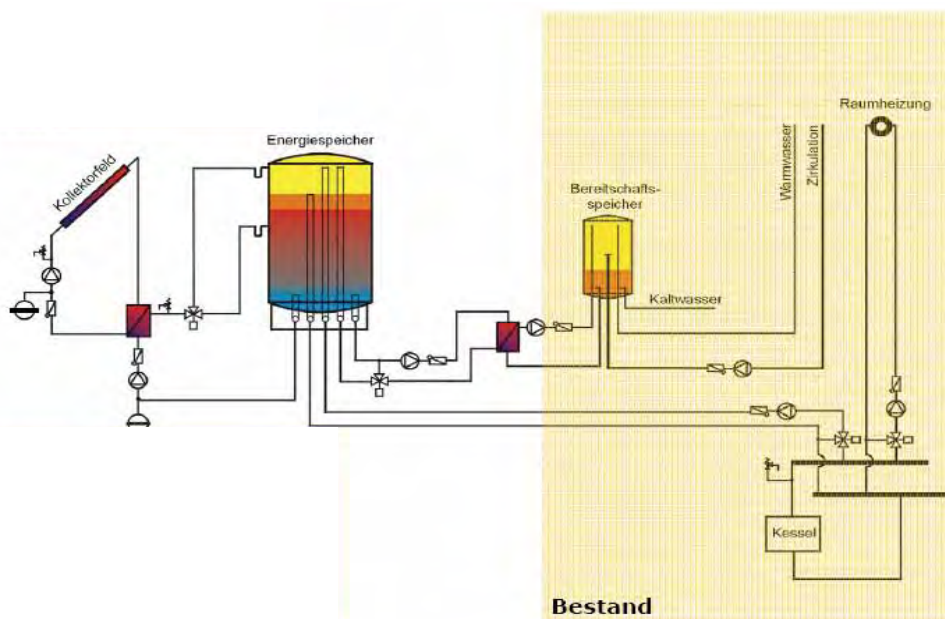 Raumheizung
Energiespeicher
Warmwasser
Zirkulation
Kollektorfeld
Bereitschafts-
speicher
Kaltwasser
Kessel
Bestand